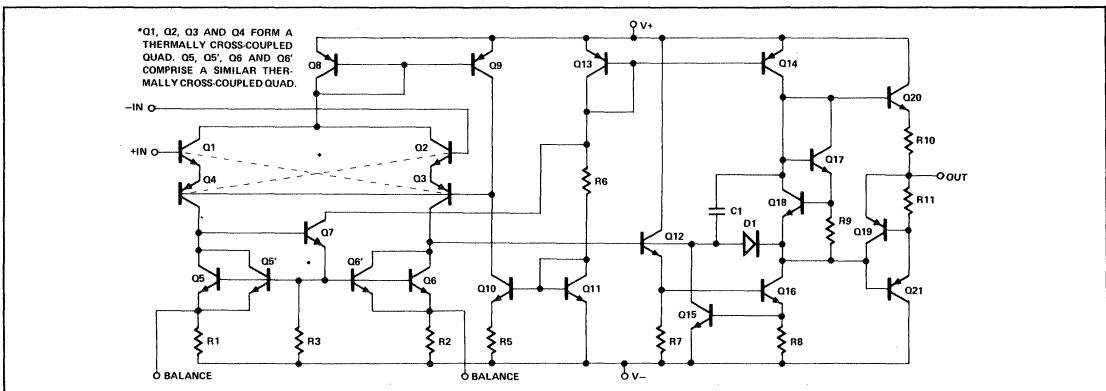 *Q1, Q2, Q3 AND Q4 FORM A
THERMALLY CROSS-COUPLED
QUAD. Q5, Q5', Q6 AND Q6'
COMPRISE A SIMILAR THER-
MALLY CROSS-COUPLED QUAD.
V+
Q8
Q9
Q13
Q14
Q20
–IN
+IN
Q1
Q2
*
Q17
R10
Q4
Q3
R6
OUT
C1
Q18
R11
D1
R9
Q19
Q7
Q12
Q5
Q5'
*
Q6'
Q6
Q10
Q11
Q16
Q21
Q15
R1
R3
R2
R5
R7
R8
BALANCE
BALANCE
V–